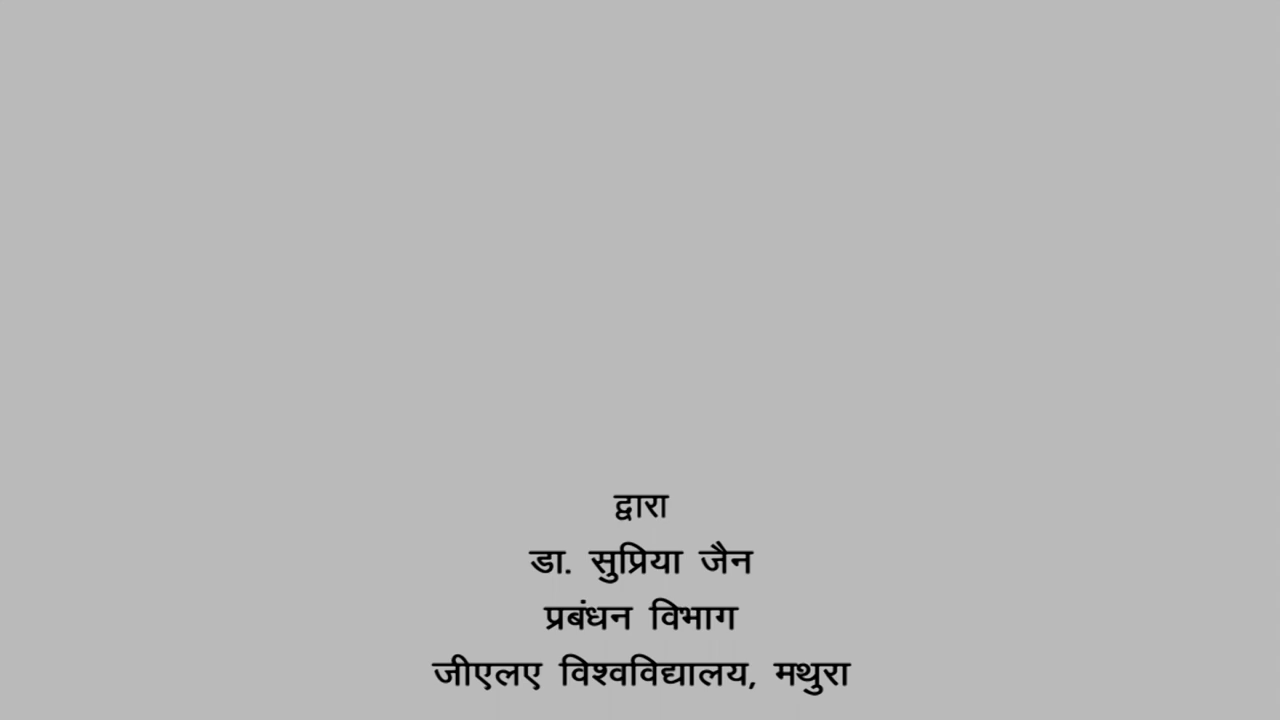 द्वारा
डा. सुप्रिया जैन
प्रबंधन विभाग
जीएलए विश्वविद्यालय, मथुरा